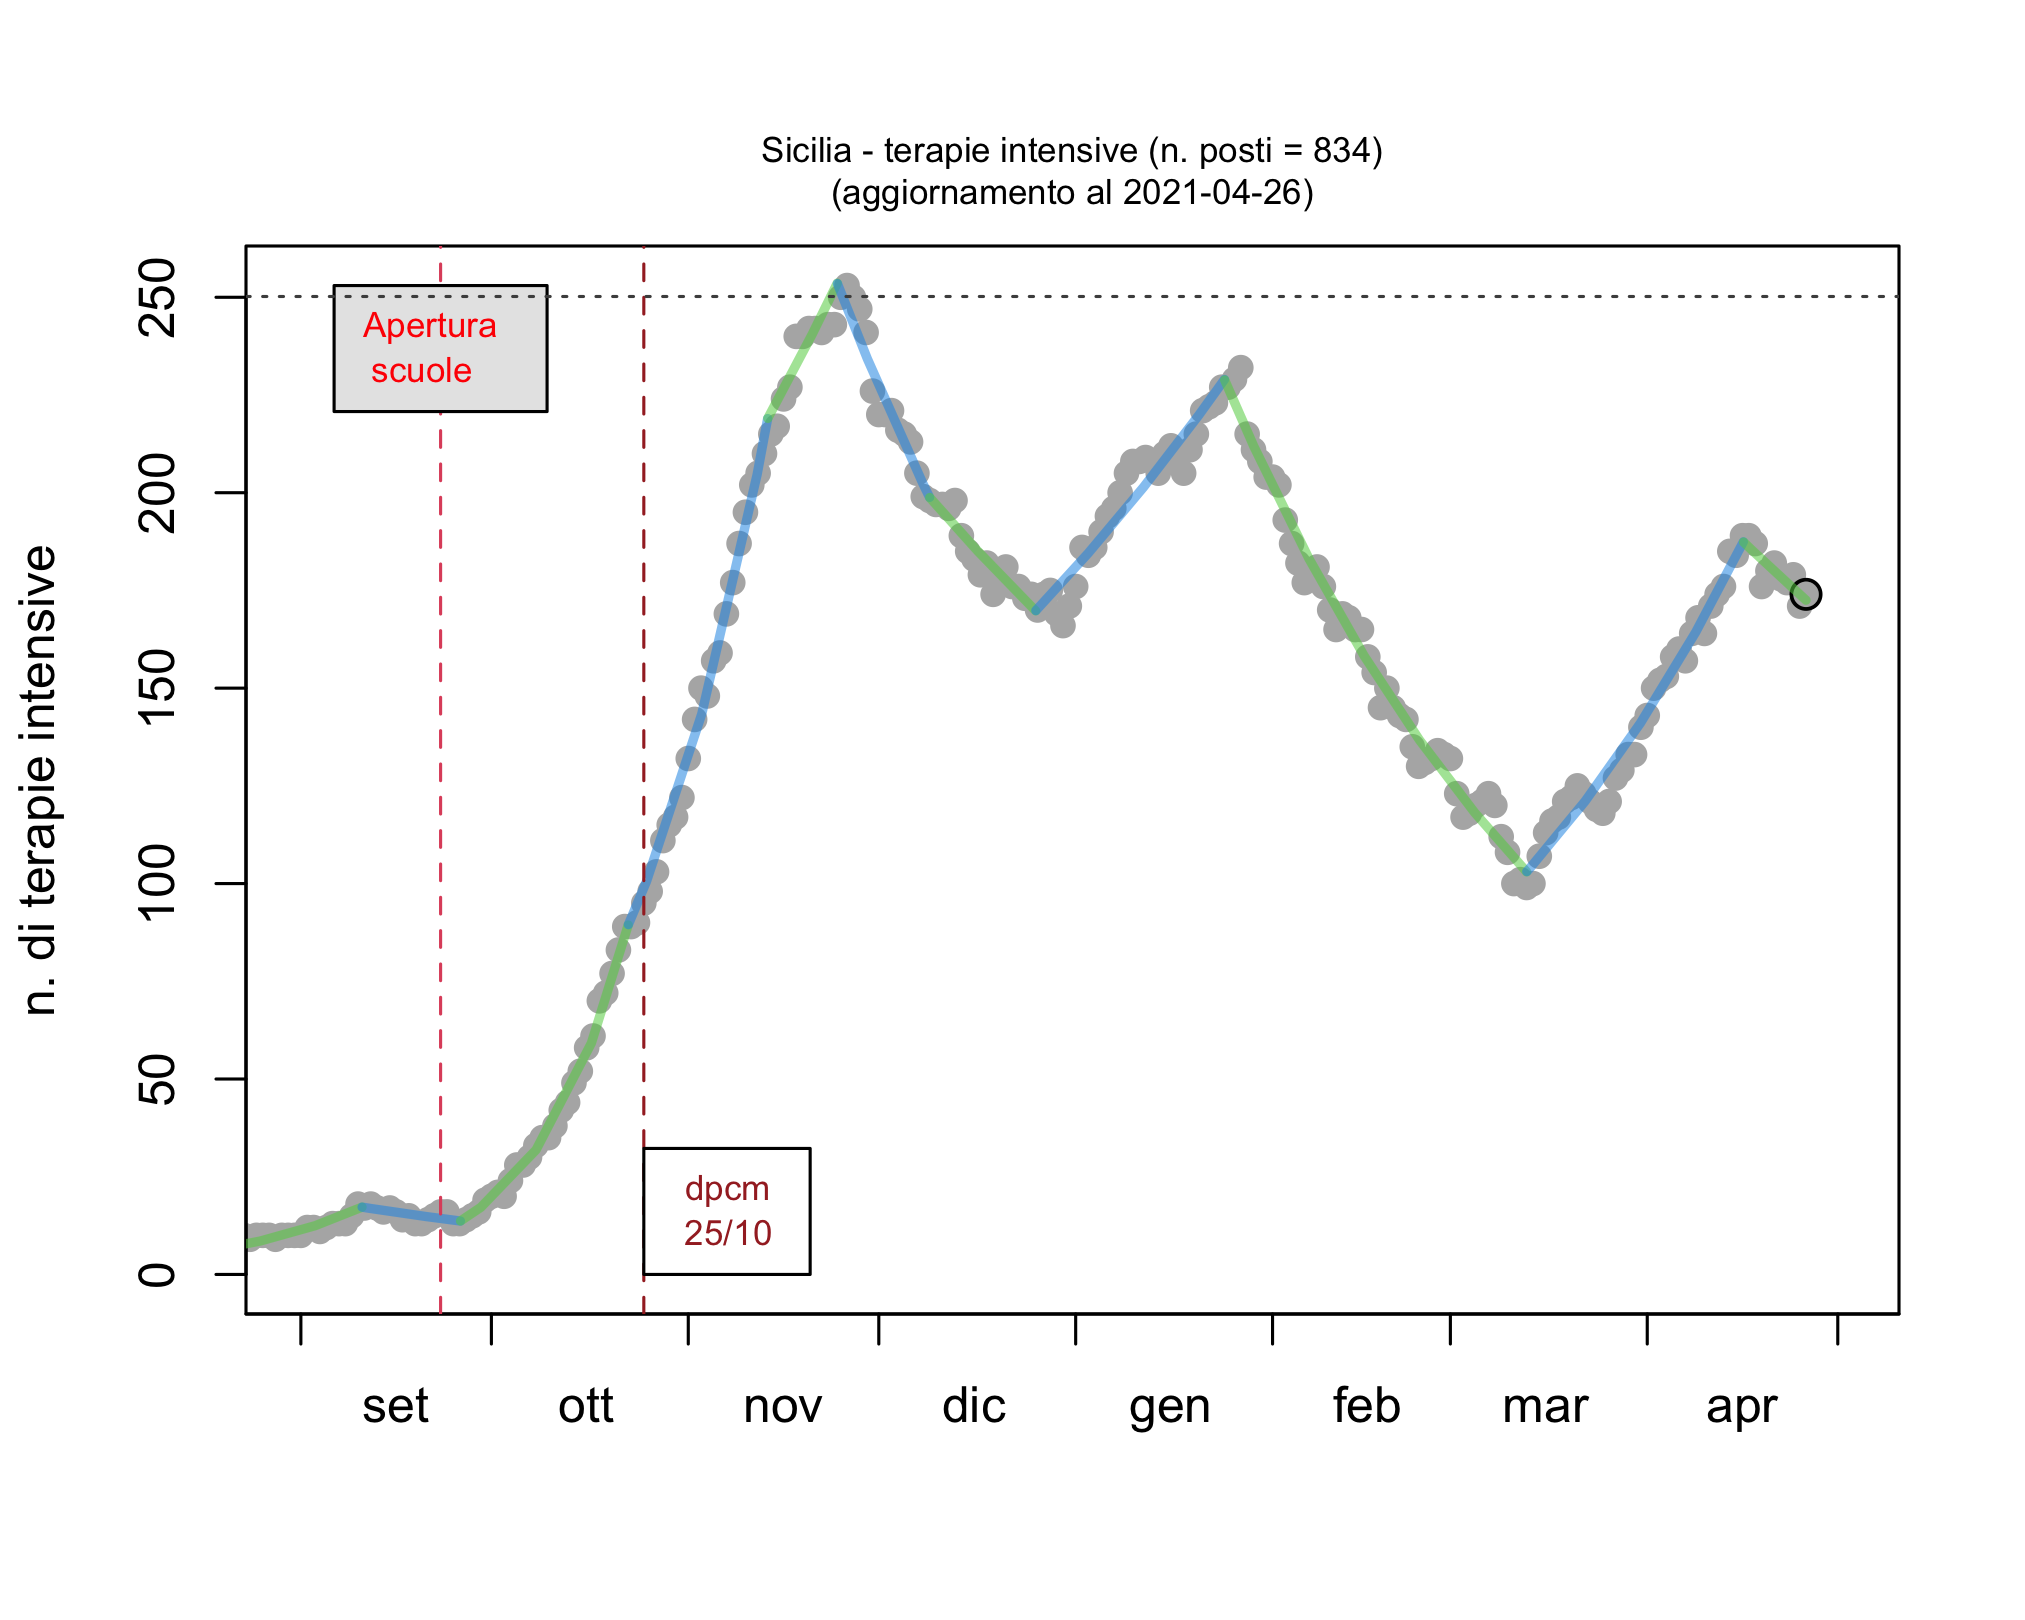 Sicilia - terapie intensive (n. posti = 834)
(aggiornamento al 2021-04-26)
n. di terapie intensive
250
200
150
100
50
0
Apertura
scuole
dpcm
25/10
set ott nov dic gen feb mar apr